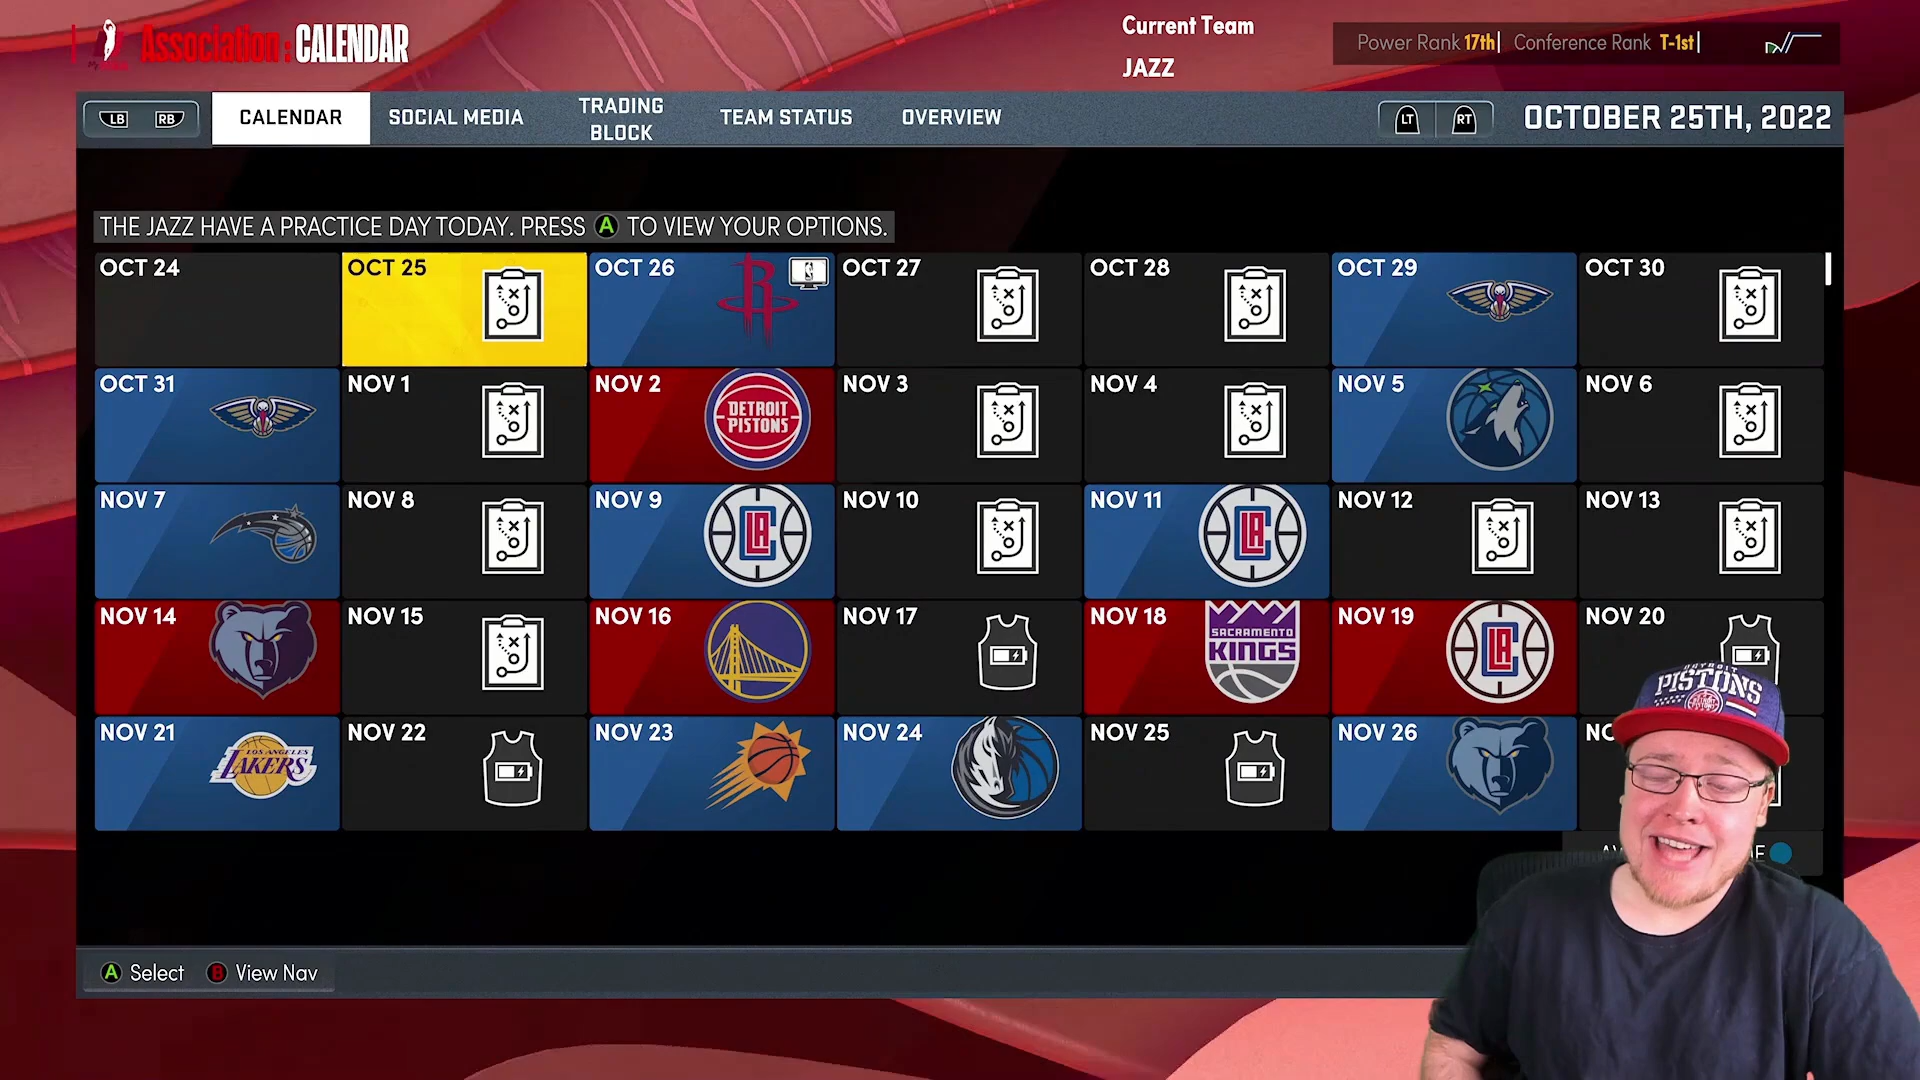 Association : CALENDAR
Current Team
JAZZ
Power Rank 17th| Conference Rank T-1st|
LB RB CALENDAR SOCIAL MEDIA TRADING BLOCK TEAM STATUS OVERVIEW LT RT OCTOBER 25TH, 2022
THE JAZZ HAVE A PRACTICE DAY TODAY. PRESS A TO VIEW YOUR OPTIONS.
OCT 24 OCT 25 OCT 26 R OCT 27 OCT 28 OCT 29 OCT 30
OCT 31 NOV 1 NOV 2 DETROIT PISTONS NOV 3 NOV 4 NOV 5 NOV 6
NOV 7 NOV 8 NOV 9 LA C NOV 10 NOV 11 LA C NOV 12 NOV 13
NOV 14 NOV 15 NOV 16 NOV 17 NOV 18 SACRAMENTO KINGS NOV 19 LA C NOV 20
NOV 21 LOS ANGELES LAKERS NOV 22 NOV 23 NOV 24 NOV 25 NOV 26
DETROIT
PISTONS
A Select B View Nav